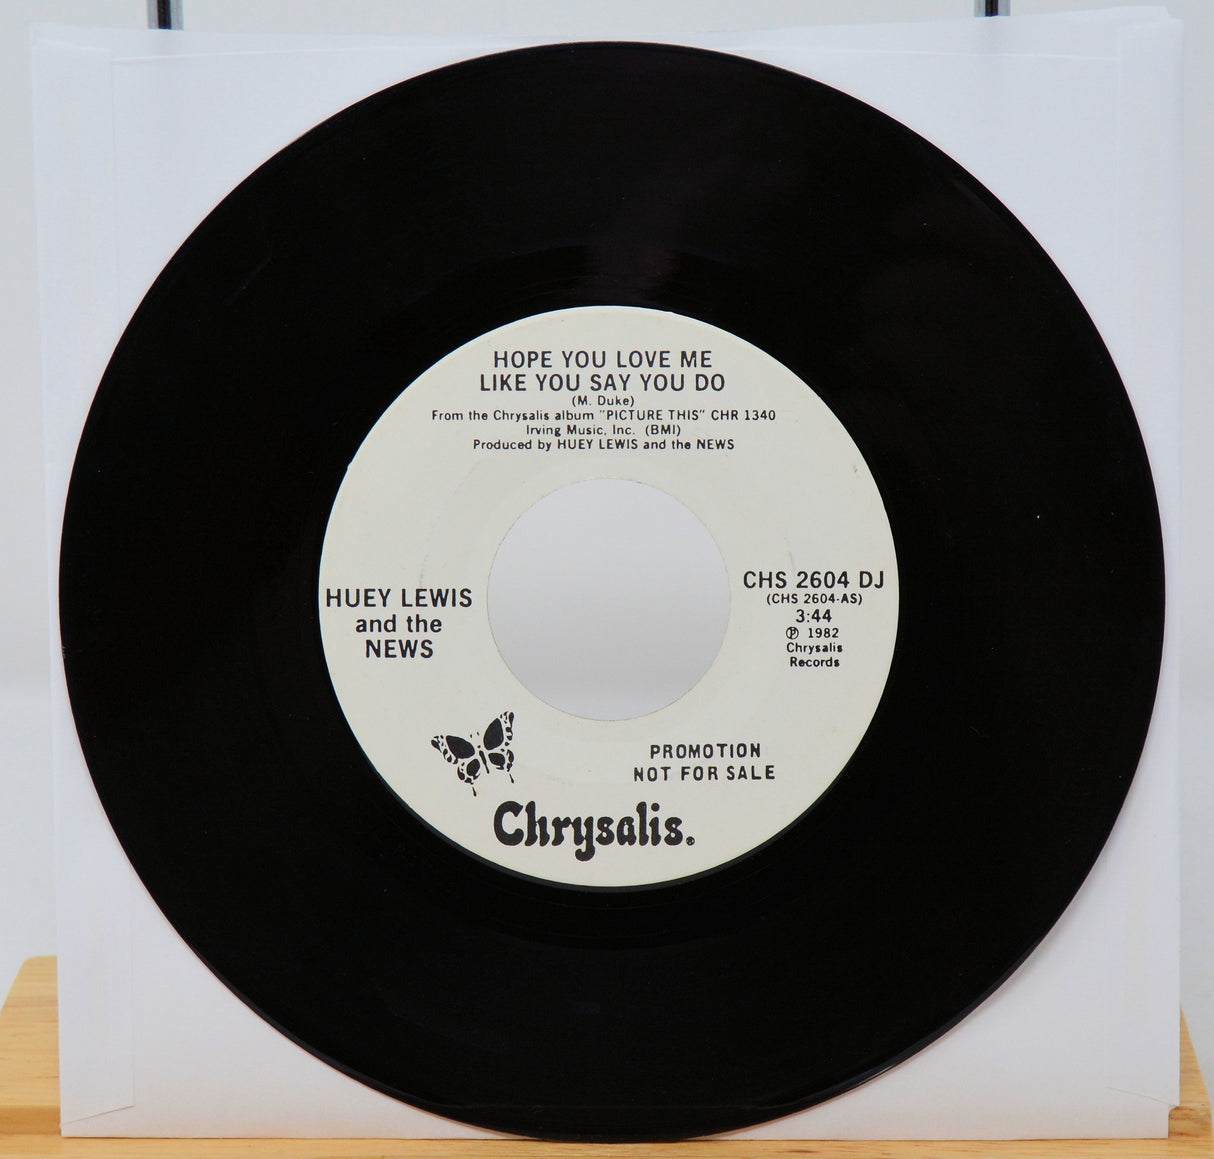 HOPE YOU LOVE ME
LIKE YOU SAY YOU DO
(M. Duke)
From the Chrysalis album "PICTURE THIS" CHR 1340
Irving Music, Inc. (BMI)
Produced by HUEY LEWIS and the NEWS
HUEY LEWIS
and the
NEWS
CHS 2604 DJ
(CHS 2604-AS)
3:44
℗ 1982
Chrysalis
Records
PROMOTION
NOT FOR SALE
Chrysalis®